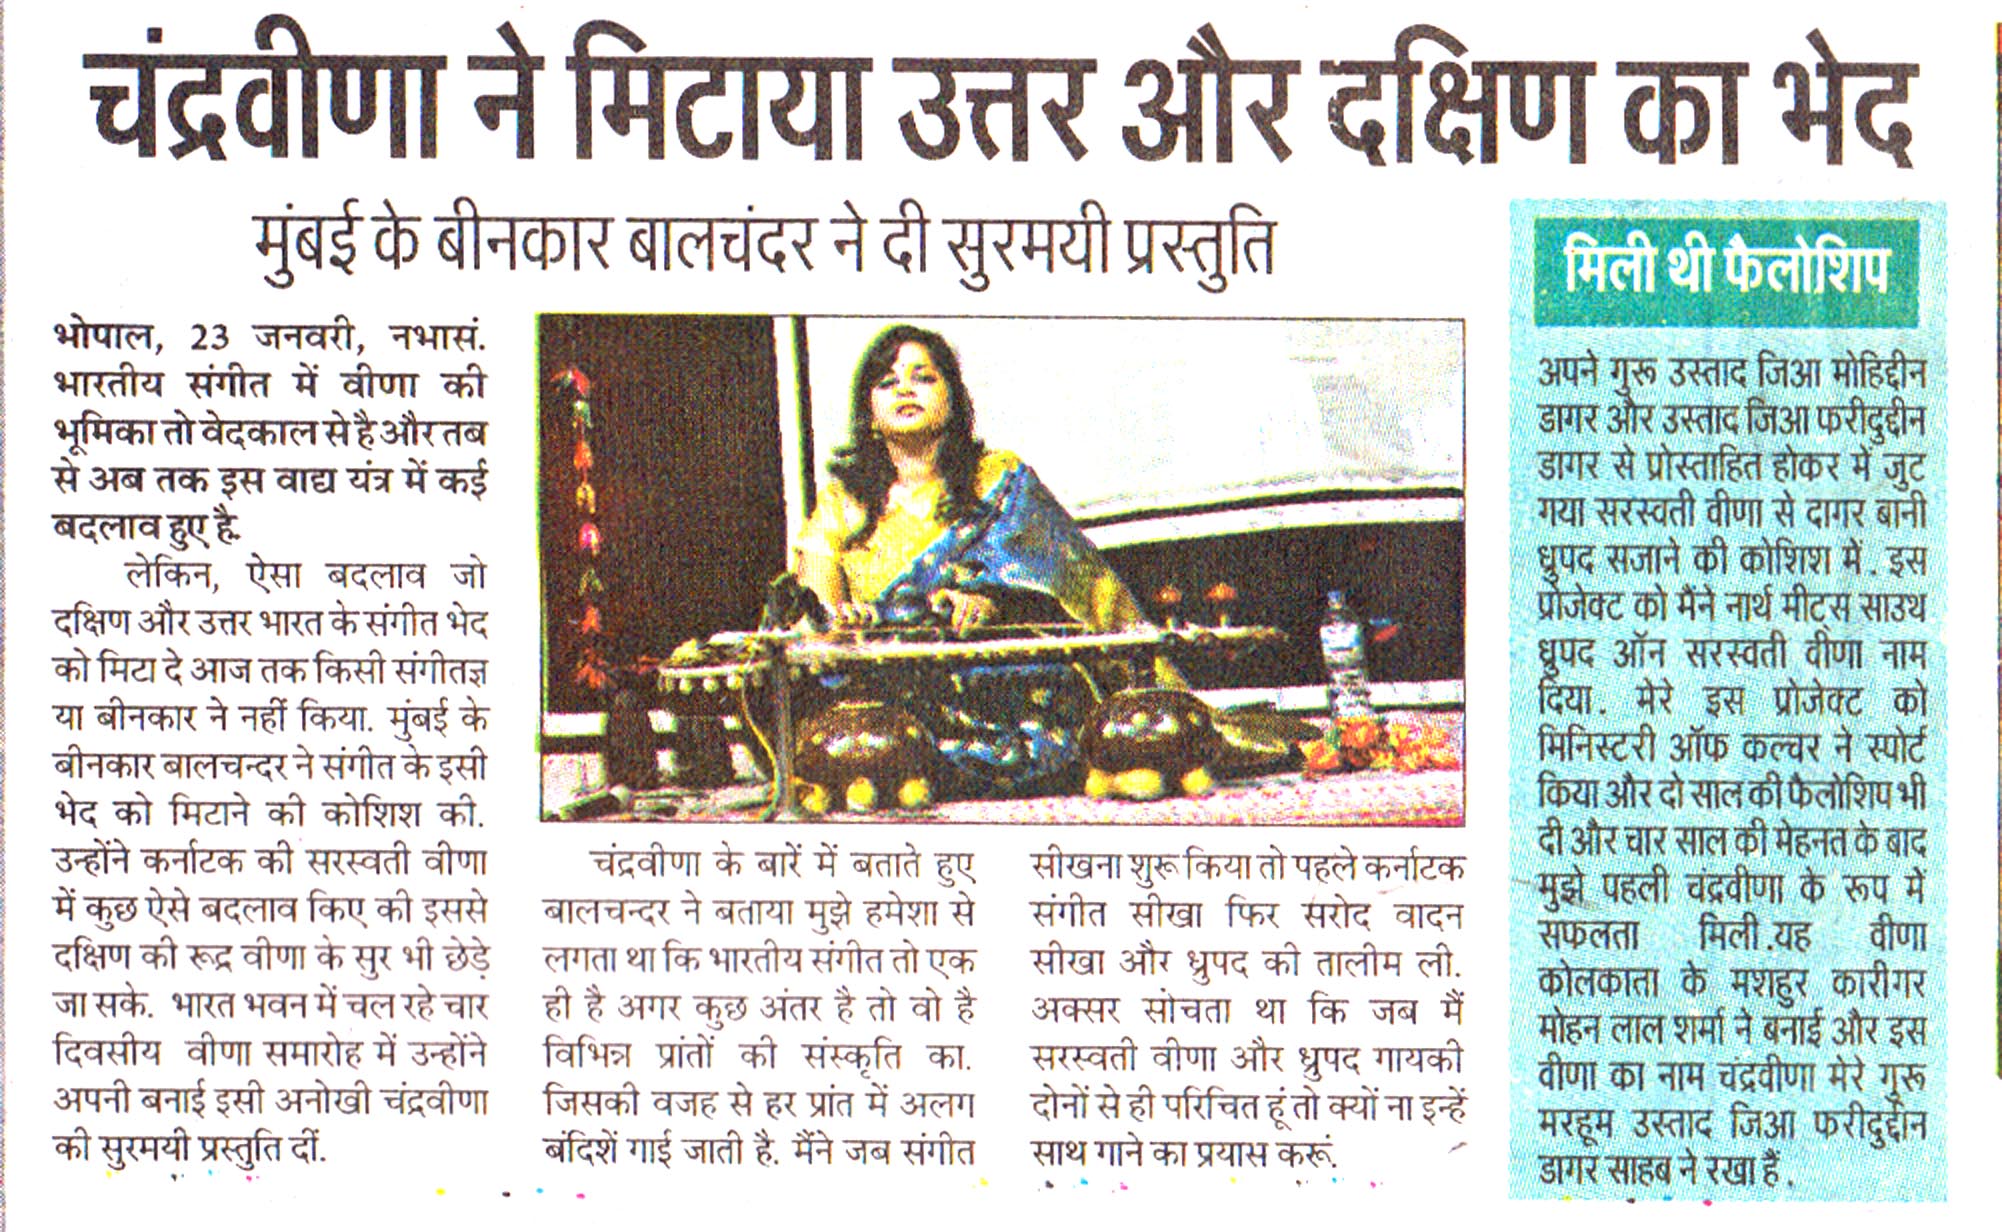 चंद्रवीणा ने मिटाया उत्तर और दक्षिण का भेद
मुंबई के बीनकार बालचंदर ने दी सुरमयी प्रस्तुति
भोपाल, 23 जनवरी, नभासं.
भारतीय संगीत में वीणा की
भूमिका तो वेदकाल से है और तब
से अब तक इस वाद्य यंत्र में कई
बदलाव हुए है.
लेकिन, ऐसा बदलाव जो
दक्षिण और उत्तर भारत के संगीत भेद
को मिटा दे आज तक किसी संगीतज्ञ
या बीनकार ने नहीं किया. मुंबई के
बीनकार बालचन्दर ने संगीत के इसी
भेद को मिटाने की कोशिश की.
उन्होंने कर्नाटक की सरस्वती वीणा
में कुछ ऐसे बदलाव किए की इससे
दक्षिण की रूद्र वीणा के सुर भी छेड़े
जा सके. भारत भवन में चल रहे चार
दिवसीय वीणा समारोह में उन्होंने
अपनी बनाई इसी अनोखी चंद्रवीणा
की सुरमयी प्रस्तुति दीं.
चंद्रवीणा के बारें में बताते हुए
बालचन्दर ने बताया मुझे हमेशा से
लगता था कि भारतीय संगीत तो एक
ही है अगर कुछ अंतर है तो वो है
विभिन्न प्रांतों की संस्कृति का.
जिसकी वजह से हर प्रांत में अलग
बंदिशें गाई जाती है. मैंने जब संगीत
सीखना शुरू किया तो पहले कर्नाटक
संगीत सीखा फिर सरोद वादन
सीखा और ध्रुपद की तालीम ली.
अक्सर सोचता था कि जब मैं
सरस्वती वीणा और ध्रुपद गायकी
दोनों से ही परिचित हूं तो क्यों ना इन्हें
साथ गाने का प्रयास करूं.
मिली थी फैलोशिप
अपने गुरू उस्ताद जिआ मोहिद्दीन
डागर और उस्ताद जिआ फरीदुद्दीन
डागर से प्रोस्ताहित होकर में जुट
गया सरस्वती वीणा से दागर बानी
ध्रुपद सजाने की कोशिश में. इस
प्रोजेक्ट को मैंने नार्थ मीट्स साउथ
ध्रुपद ऑन सरस्वती वीणा नाम
दिया. मेरे इस प्रोजेक्ट को
मिनिस्टरी ऑफ कल्चर ने स्पोर्ट
किया और दो साल की फैलोशिप भी
दी और चार साल की मेहनत के बाद
मुझे पहली चंद्रवीणा के रूप में
सफलता मिली.यह वीणा
कोलकाता के मशहुर कारीगर
मोहन लाल शर्मा ने बनाई और इस
वीणा का नाम चंद्रवीणा मेरे गुरू
मरहूम उस्ताद जिआ फरीदुद्दीन
डागर साहब ने रखा हैं.